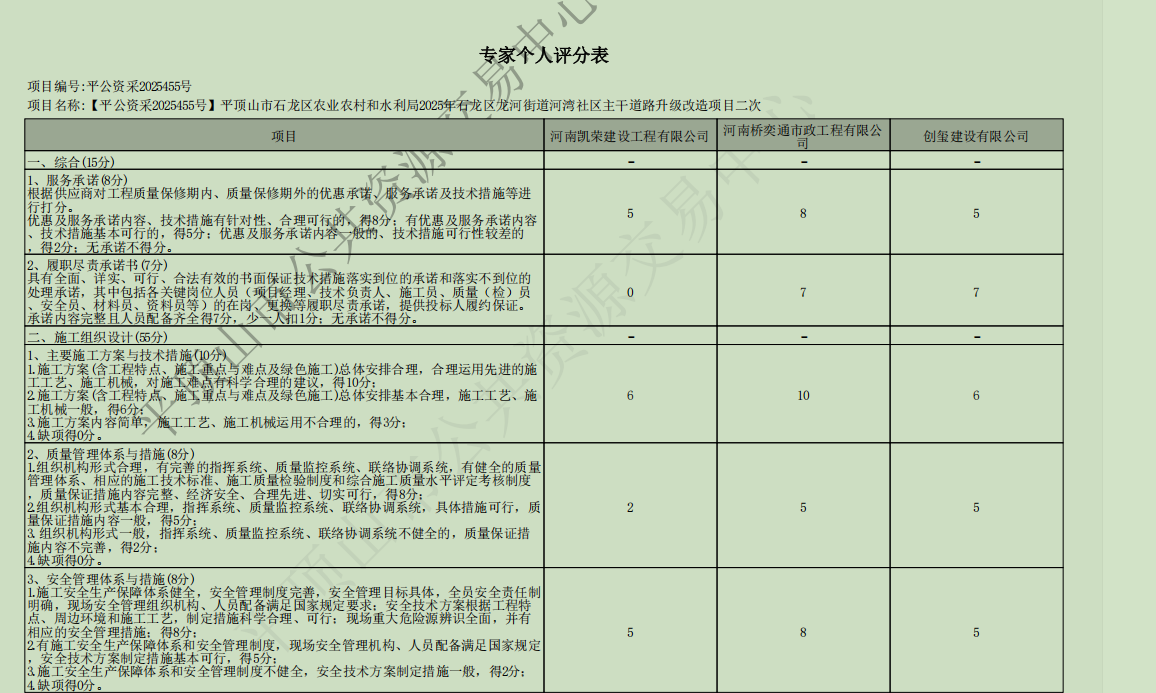 专家个人评分表
项目编号:平公资采2025455号
项目名称:【平公资采2025455号】平顶山市石龙区农业农村和水利局2025年石龙区龙河街道河湾社区主干道路升级改造项目二次
项目 河南凯荣建设工程有限公司 河南桥奕通市政工程有限公司 创玺建设有限公司
一、综合(15分) - - -
1、服务承诺(8分)
根据供应商对工程质量保修期内、质量保修期外的优惠承诺、服务承诺及技术措施等进
行打分。
优惠及服务承诺内容、技术措施有针对性、合理可行的，得8分；有优惠及服务承诺内容
、技术措施基本可行的，得5分；优惠及服务承诺内容一般的、技术措施可行性较差的
，得2分；无承诺不得分。
5 8 5
2、履职尽责承诺书(7分)
具有全面、详实、可行、合法有效的书面保证技术措施落实到位的承诺和落实不到位的
处理承诺，其中包括各关键岗位人员（项目经理、技术负责人、施工员、质量（检）员
、安全员、材料员、资料员等）的在岗、更换等履职尽责承诺，提供投标人履约保证。
承诺内容完整且人员配备齐全得7分，少一人扣1分；无承诺不得分。
0 7 7
二、施工组织设计(55分) - - -
1、主要施工方案与技术措施(10分)
1.施工方案(含工程特点、施工重点与难点及绿色施工)总体安排合理，合理运用先进的施
工工艺、施工机械，对施工难点有科学合理的建议，得10分；
2.施工方案(含工程特点、施工重点与难点及绿色施工)总体安排基本合理，施工工艺、施
工机械一般，得6分；
3.施工方案内容简单，施工工艺、施工机械运用不合理的，得3分；
4.缺项得0分。
6 10 6
2、质量管理体系与措施(8分)
1.组织机构形式合理，有完善的指挥系统、质量监控系统、联络协调系统，有健全的质量
管理体系、相应的施工技术标准、施工质量检验制度和综合施工质量水平评定考核制度
，质量保证措施内容完整、经济安全、合理先进、切实可行，得8分；
2.组织机构形式基本合理，指挥系统、质量监控系统、联络协调系统，具体措施可行，质
量保证措施内容一般，得5分；
3.组织机构形式一般，指挥系统、质量监控系统、联络协调系统不健全的，质量保证措
施内容不完善，得2分；
4.缺项得0分。
2 5 5
3、安全管理体系与措施(8分)
1.施工安全生产保障体系健全，安全管理制度完善，安全管理目标具体，全员安全责任制
明确，现场安全管理组织机构、人员配备满足国家规定要求；安全技术方案根据工程特
点、周边环境和施工工艺，制定措施科学合理、可行；现场重大危险源辨识全面，并有
相应的安全管理措施；得8分；
2.有施工安全生产保障体系和安全管理制度，现场安全管理机构、人员配备满足国家规定
，安全技术方案制定措施基本可行，得5分；
3.施工安全生产保障体系和安全管理制度不健全，安全技术方案制定措施一般，得2分；
4.缺项得0分。
5 8 5
平顶山市公共资源交易中心
平顶山市公共资源交易中心